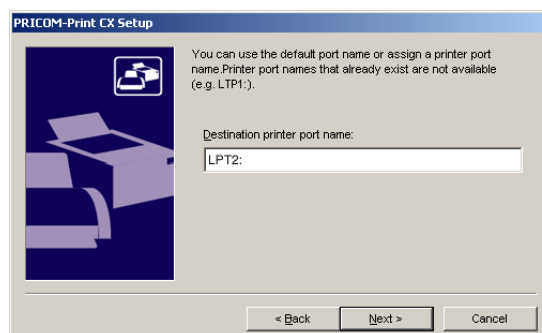 PRICOM-Print CX Setup
You can use the default port name or assign a printer port
name.Printer port names that already exist are not available
(e.g. LTP1:).
Destination printer port name:
LPT2:
< Back
Next >
Cancel